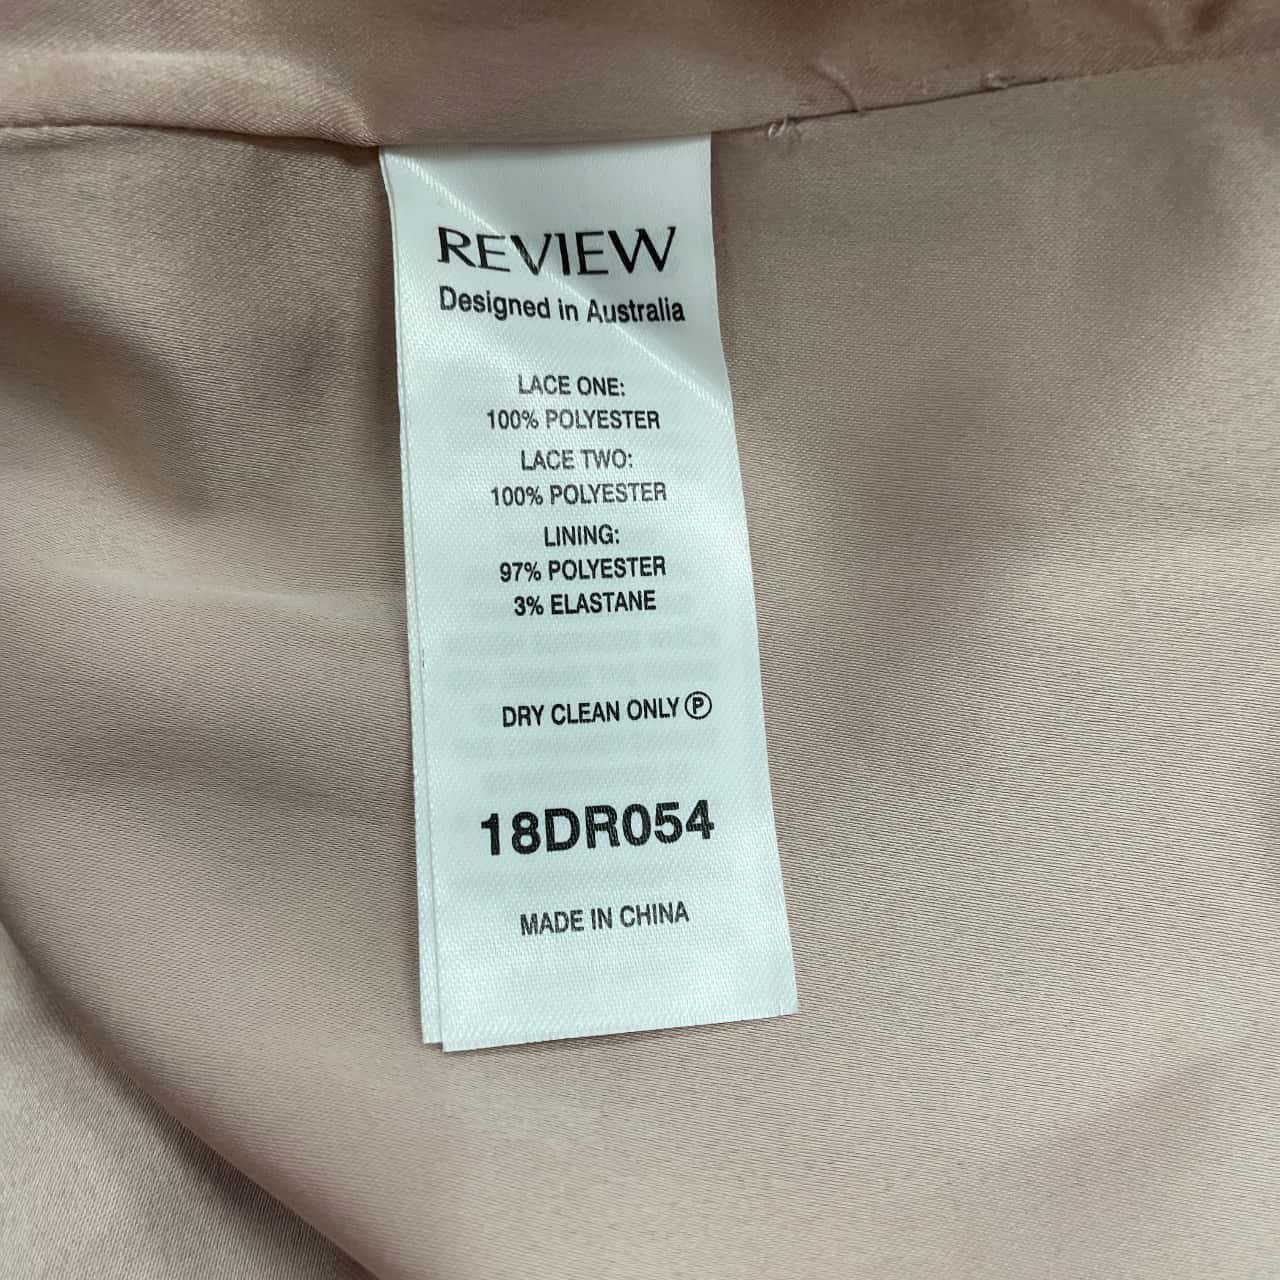 REVIEW
Designed in Australia
LACE ONE:
100% POLYESTER
LACE TWO:
100% POLYESTER
LINING:
97% POLYESTER
3% ELASTANE
DRY CLEAN ONLY Ⓟ
18DR054
MADE IN CHINA